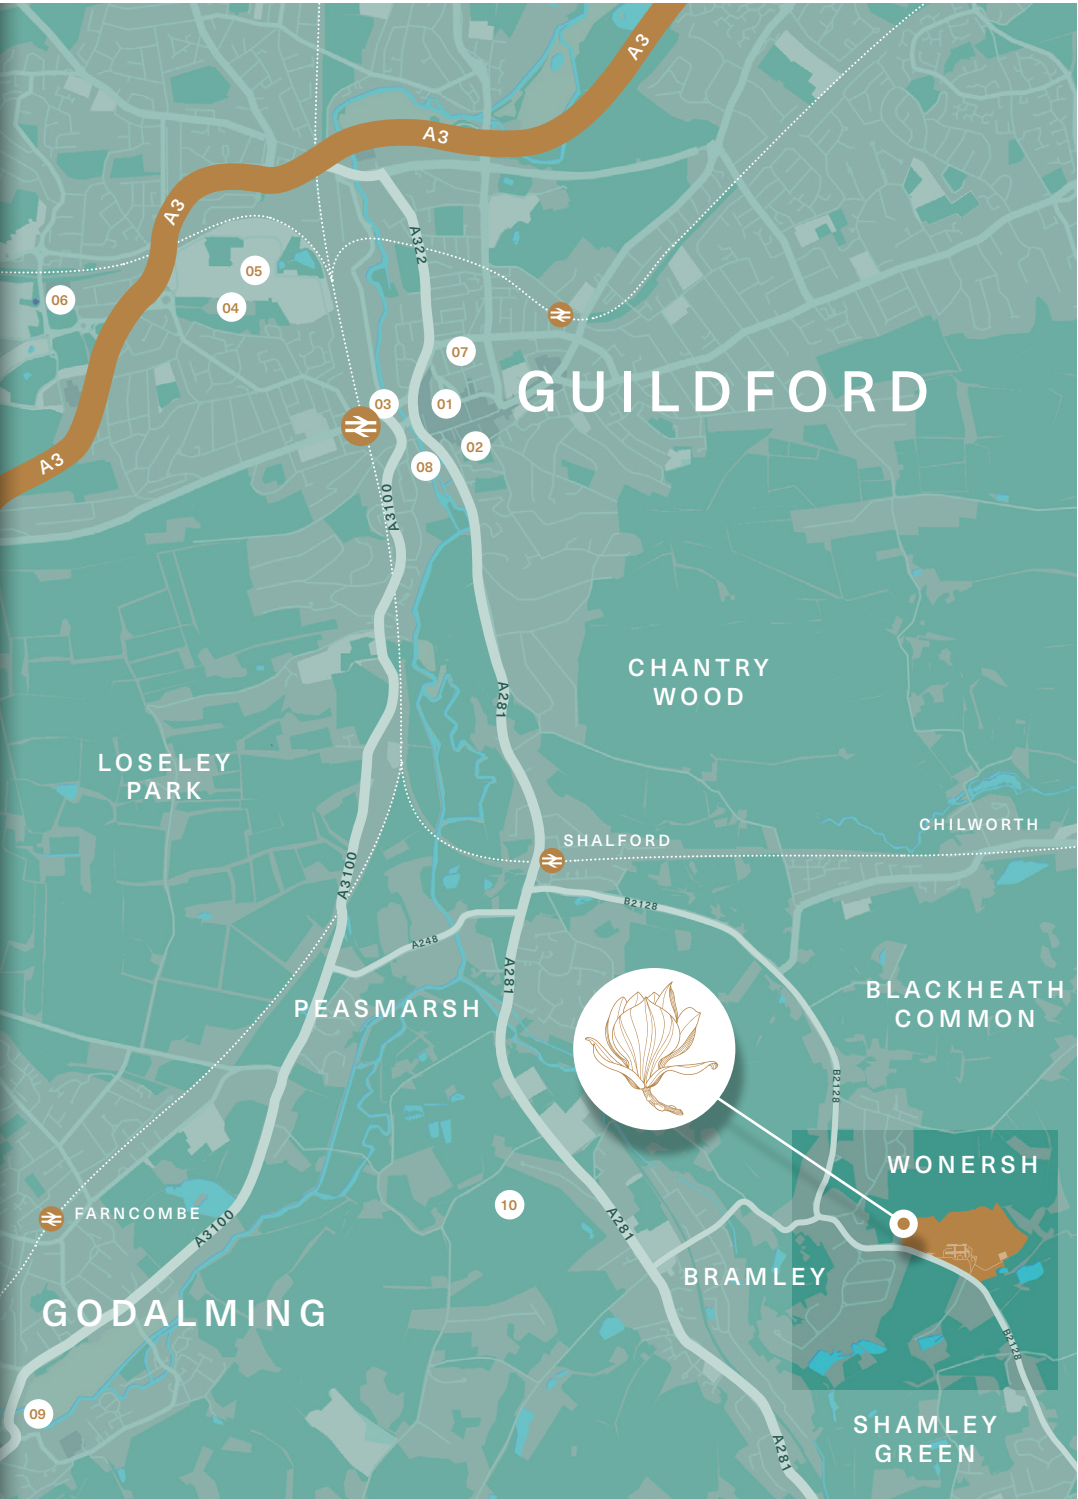 A3
A3
A3
A322
05
06
04
07
GUILDFORD
03
01
02
A3
08
A3100
CHANTRY
WOOD
A281
LOSELEY
PARK
CHILWORTH
SHALFORD
A3100
B2128
A248
A281
BLACKHEATH
COMMON
PEASMARSH
B2128
WONERSH
10
FARNCOMBE
A3100
A281
BRAMLEY
GODALMING
B2128
09
SHAMLEY
GREEN
A281